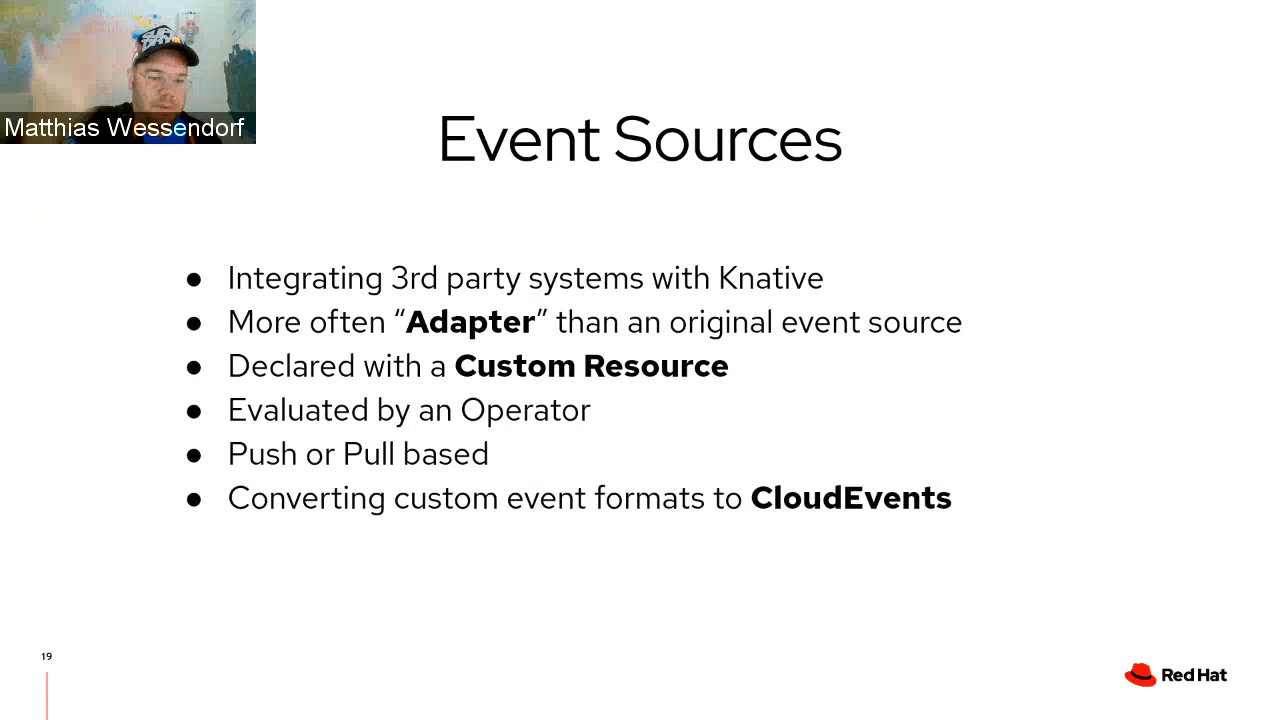 SUPER
DRY
Matthias Wessendorf
Event Sources
● Integrating 3rd party systems with Knative
● More often “Adapter” than an original event source
● Declared with a Custom Resource
● Evaluated by an Operator
● Push or Pull based
● Converting custom event formats to CloudEvents
19
Red Hat